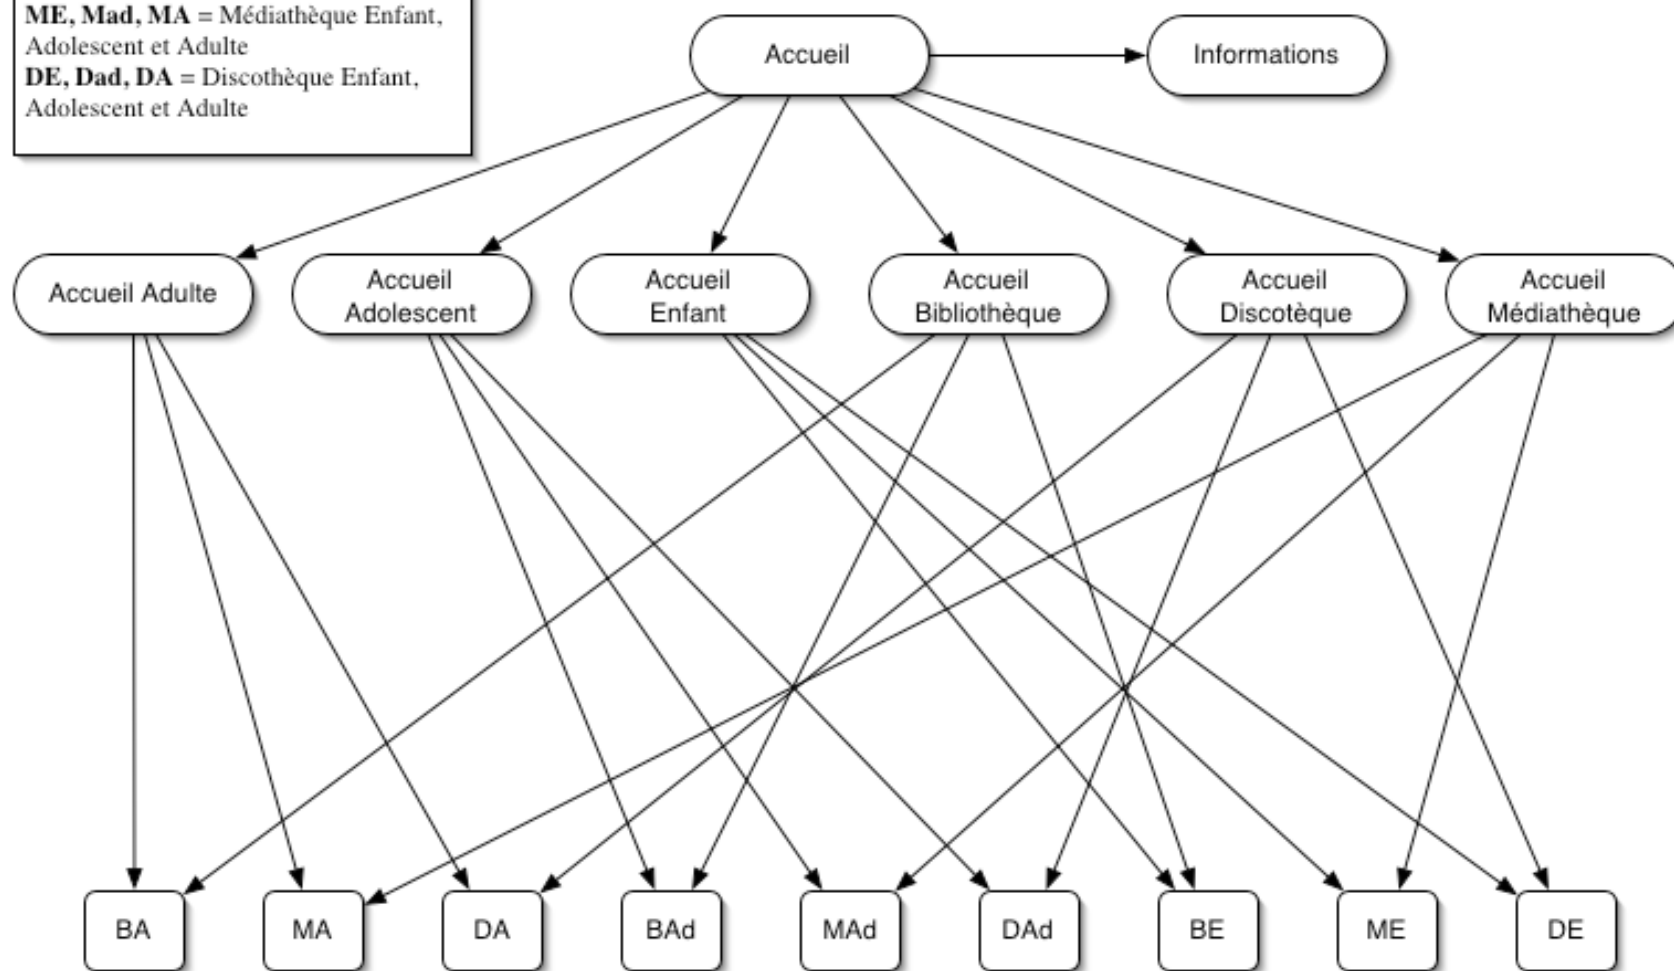 ME, Mad, MA = Médiathèque Enfant,
Adolescent et Adulte
DE, Dad, DA = Discothèque Enfant,
Adolescent et Adulte
Accueil
Informations
Accueil Adulte
Accueil
Adolescent
Accueil
Enfant
Accueil
Bibliothèque
Accueil
Discotèque
Accueil
Médiathèque
BA
MA
DA
BAd
MAd
DAd
BE
ME
DE